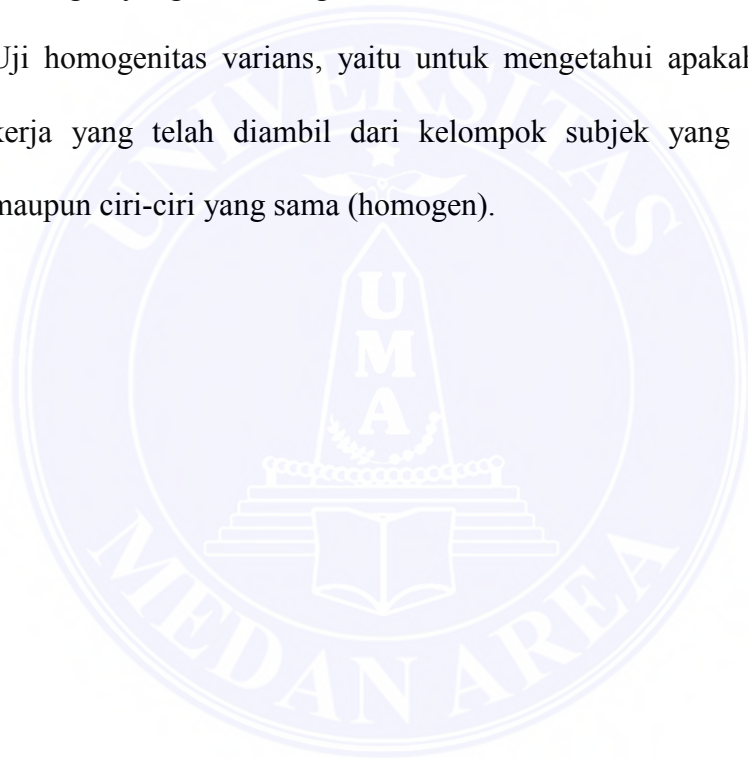 Uji homogenitas varians, yaitu untuk mengetahui apakah
kerja yang telah diambil dari kelompok subjek yang
maupun ciri-ciri yang sama (homogen).
UNIVERSITAS
UMA
MEDAN AREA